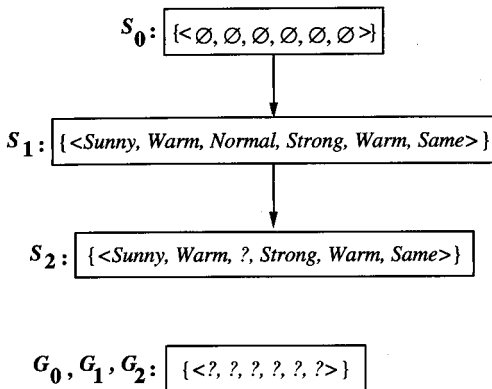 S₀: {<∅, ∅, ∅, ∅, ∅, ∅>}
S₁: {<Sunny, Warm, Normal, Strong, Warm, Same>}
S₂: {<Sunny, Warm, ?, Strong, Warm, Same>}
G₀, G₁, G₂: {<?, ?, ?, ?, ?, ?>}